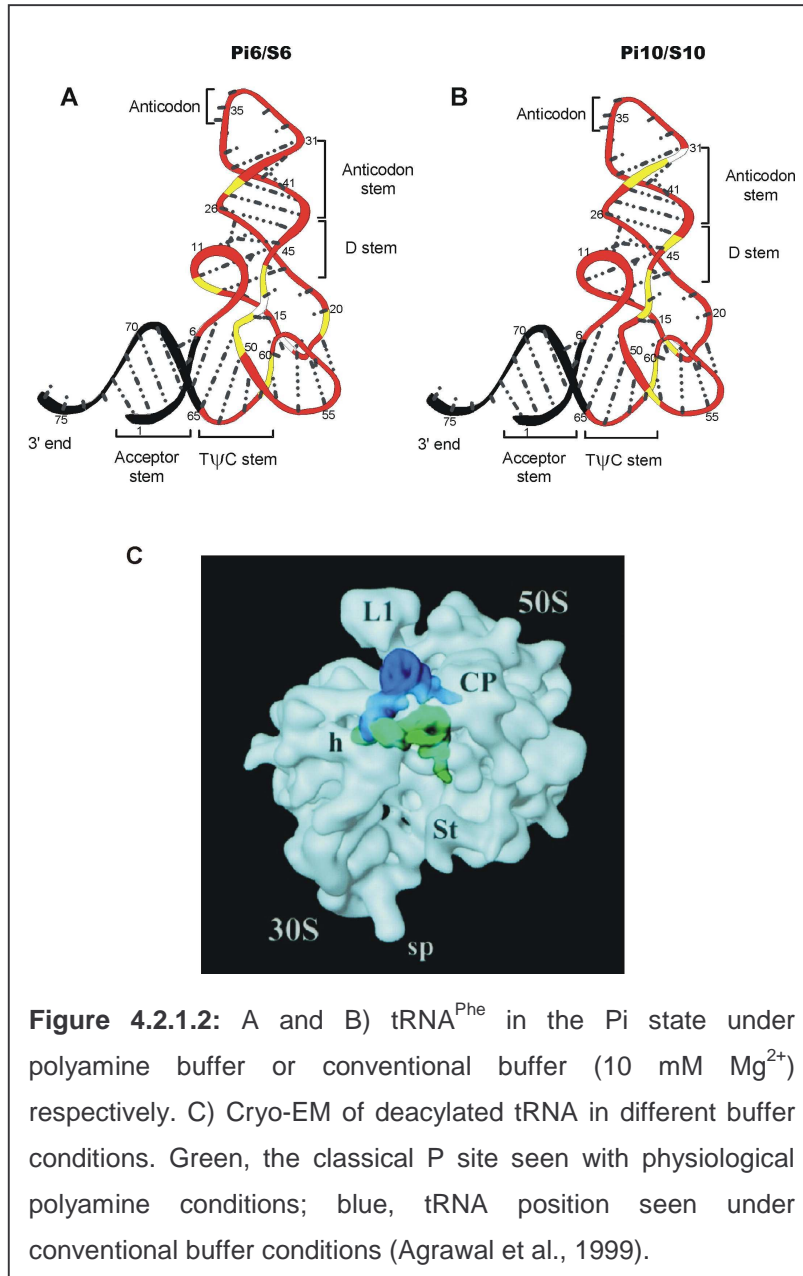 Pi6/S6
Pi10/S10
A
Anticodon
35
31
41
Anticodon
stem
26
11
45
D stem
70
6
15
20
50
60
75
1
65
55
3' end
Acceptor
stem
TψC stem
B
Anticodon
35
31
41
Anticodon
stem
26
11
45
D stem
70
6
15
20
50
60
75
1
65
55
3' end
Acceptor
stem
TψC stem
C
L1
50S
CP
h
St
30S
sp
Figure 4.2.1.2: A and B) tRNA^Phe in the Pi state under
polyamine buffer or conventional buffer (10 mM Mg²⁺)
respectively. C) Cryo-EM of deacylated tRNA in different buffer
conditions. Green, the classical P site seen with physiological
polyamine conditions; blue, tRNA position seen under
conventional buffer conditions (Agrawal et al., 1999).